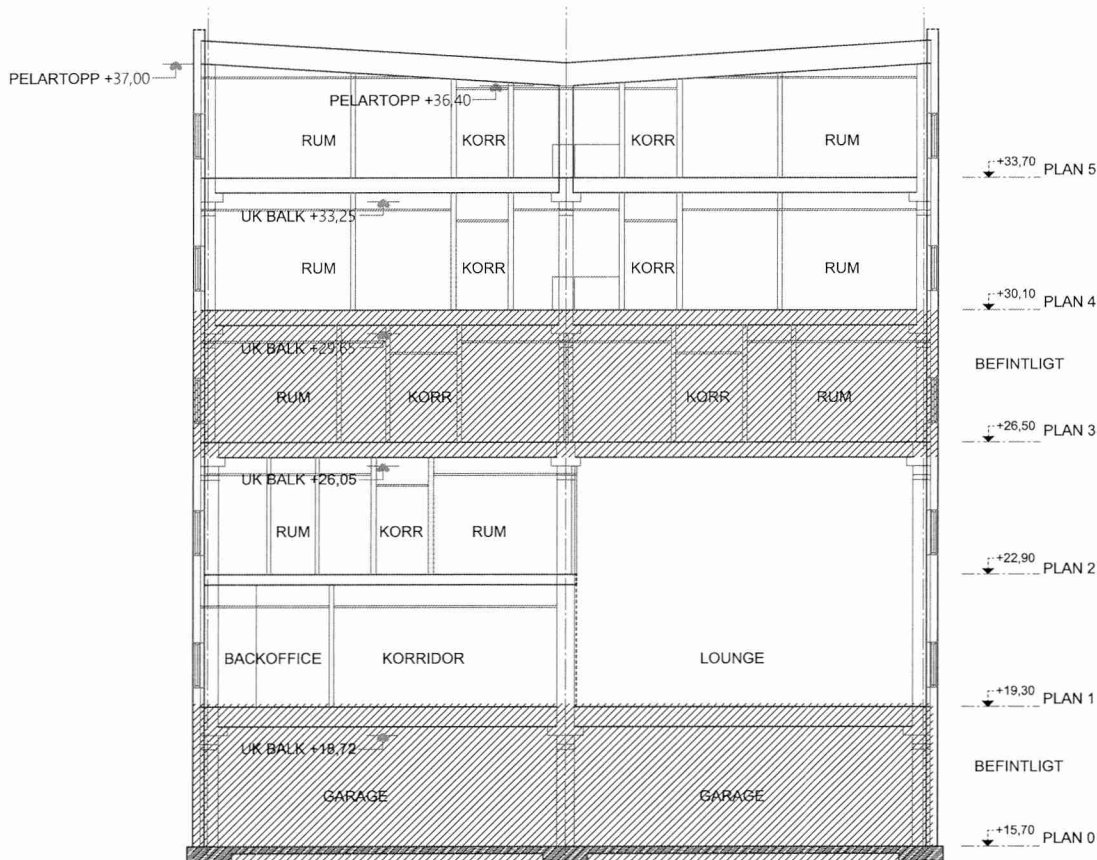 PELARTOPP +37,00
PELARTOPP +36,40
RUM KORR KORR RUM
+33,70 PLAN 5
UK BALK +33,25
RUM KORR KORR RUM
+30,10 PLAN 4
UK BALK +29,65
BEFINTLIGT
RUM KORR KORR RUM
+26,50 PLAN 3
UK BALK +26,05
RUM KORR RUM
+22,90 PLAN 2
BACKOFFICE KORRIDOR LOUNGE
+19,30 PLAN 1
UK BALK +18,72
BEFINTLIGT
GARAGE GARAGE
+15,70 PLAN 0